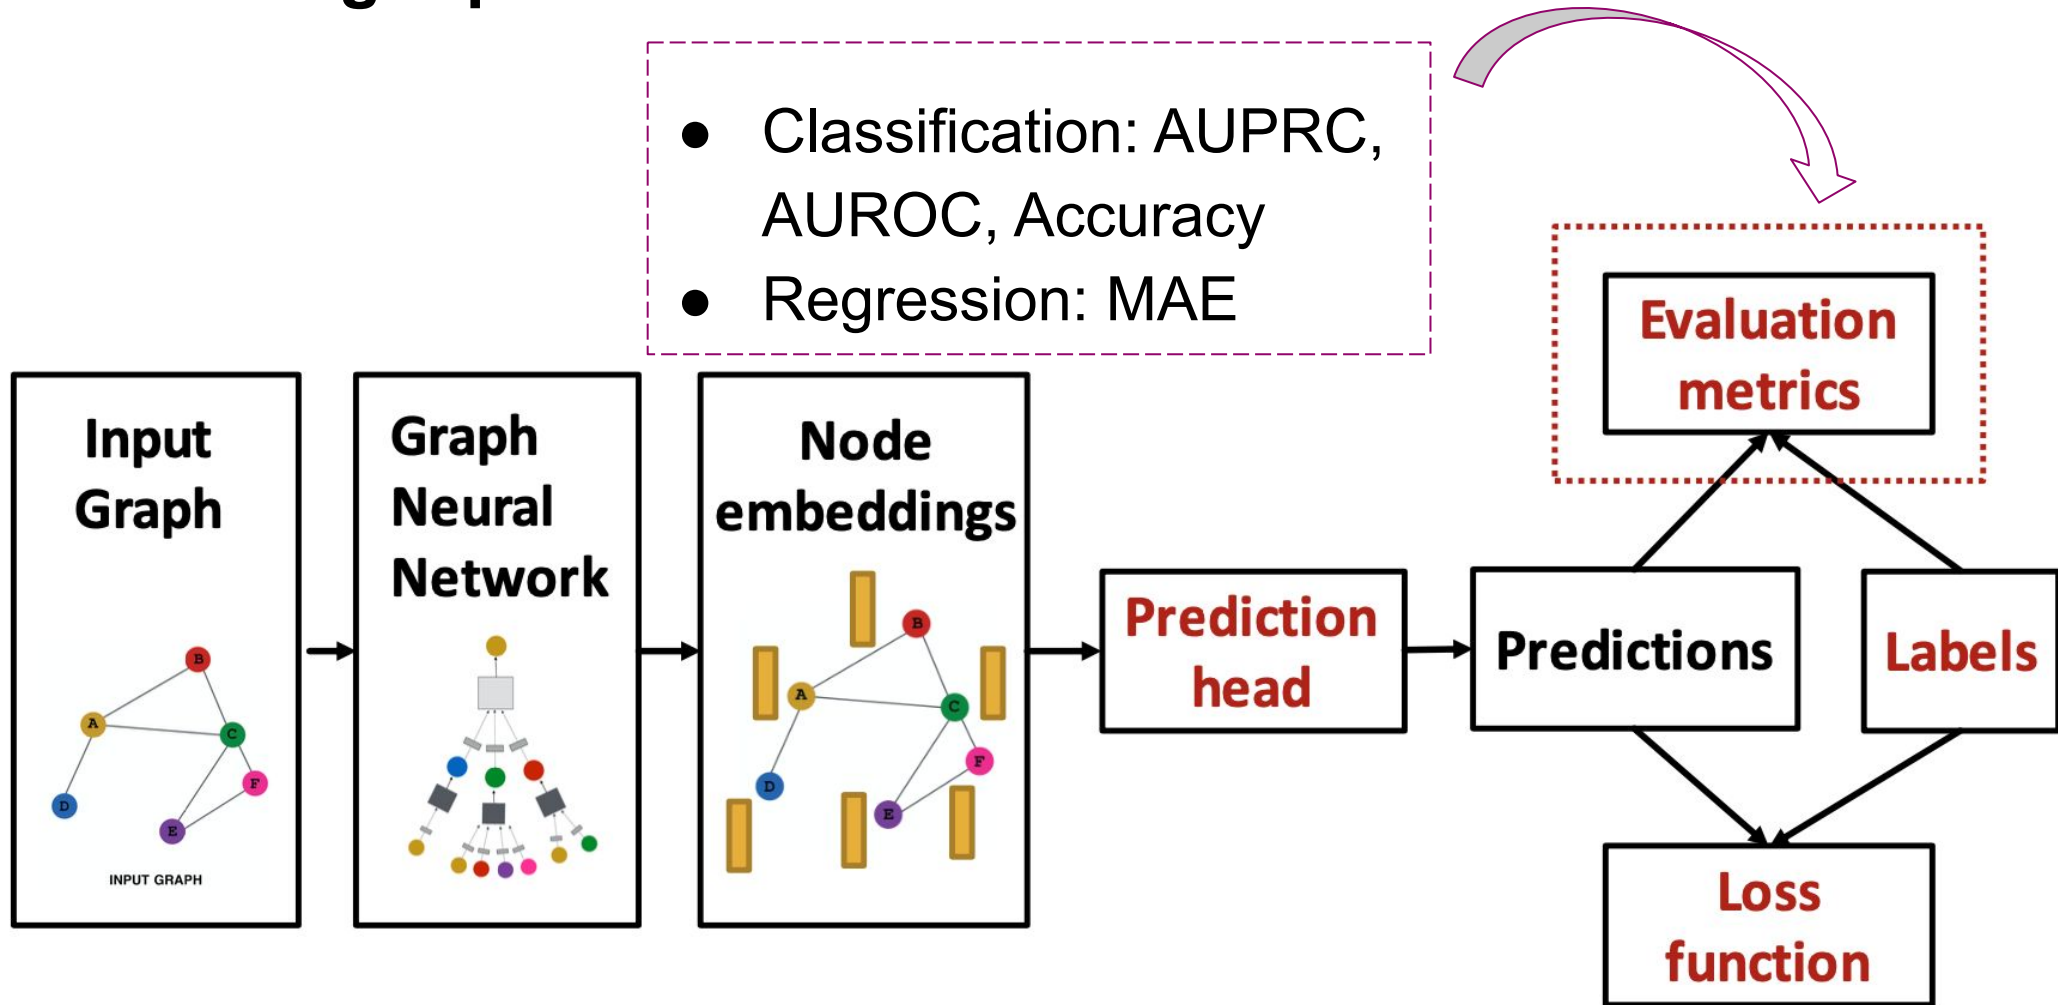 ● Classification: AUPRC,
AUROC, Accuracy
● Regression: MAE
Evaluation
metrics
Input
Graph
B
A
C
F
D
E
INPUT GRAPH
Graph
Neural
Network
Node
embeddings
B
A
C
F
D
E
Prediction
head
Predictions
Labels
Loss
function